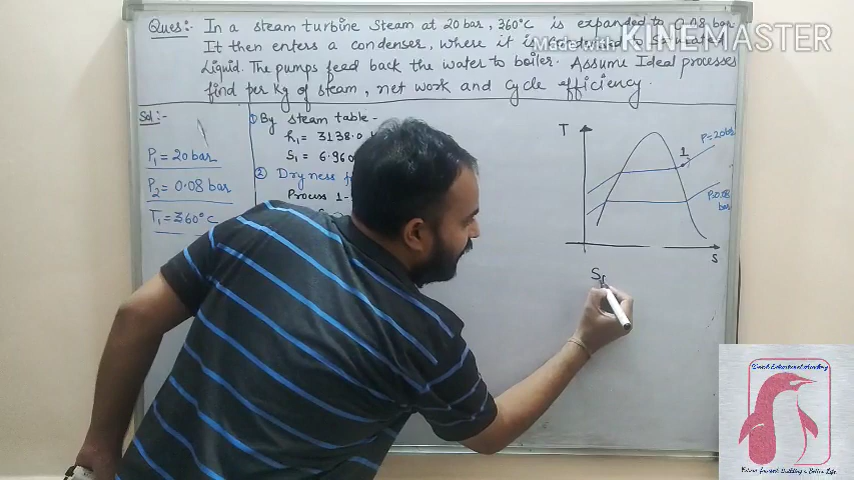 Ques:- In a steam turbine steam at 20 bar, 360°C is expanded to 0.08 bar
It then enters a condenser, where it is
Made with KINEMASTER
Liquid. The pumps feed back the water to boiler. Assume Ideal processes
find per Kg of steam, net work and cycle efficiency.
Sol:-
P₁ = 20 bar
P₂ = 0.08 bar
T₁ = 360°C
① By steam table -
h₁ = 3138.0
S₁ = 6.960
② Dryness
Process 1-
T
1
P=20bar
P=0.08
bar
S